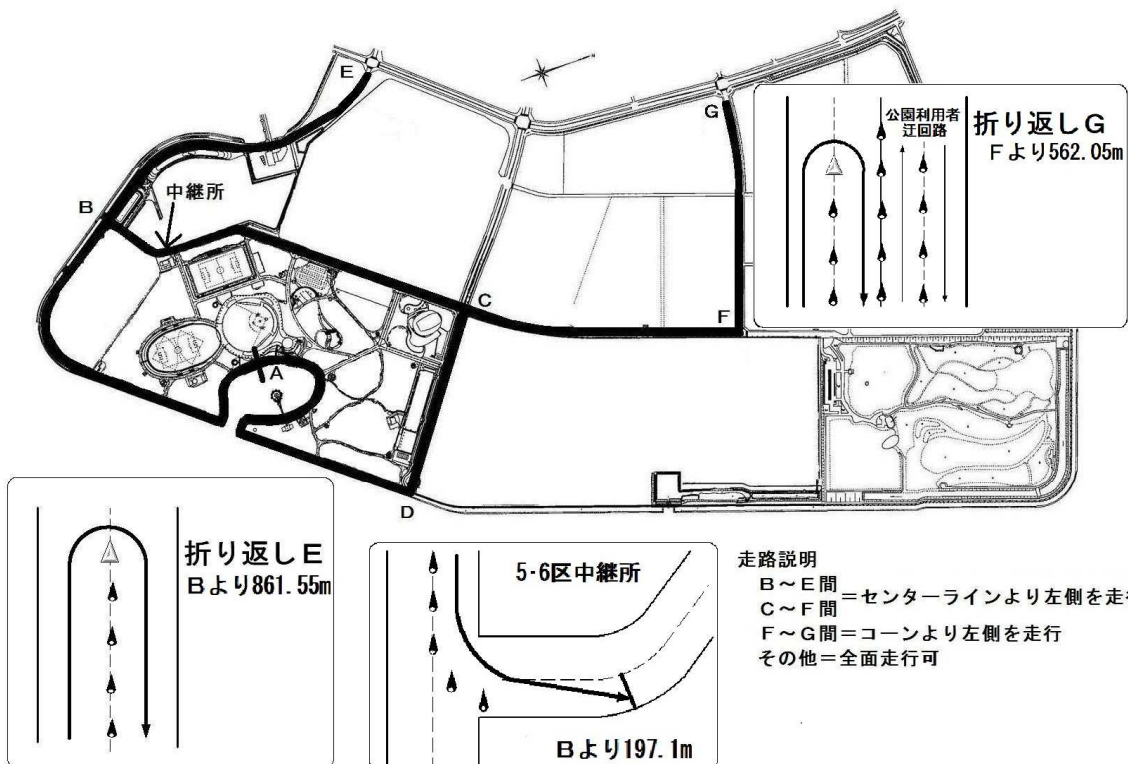 E
G
公園利用者
迂回路
折り返しG
Fより562.05m
B
中継所
C
F
A
D
折り返しE
Bより861.55m
5-6区中継所
Bより197.1m
走路説明
B～E間
C～F間
=センターラインより左側を走行
F～G間=コーンより左側を走行
その他=全面走行可